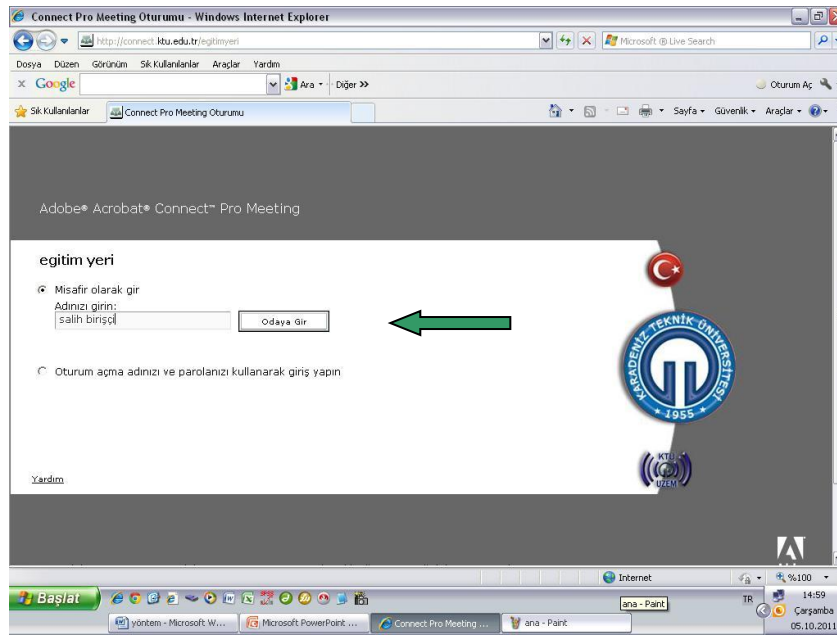 Connect Pro Meeting Oturumu - Windows Internet Explorer
http://connect.ktu.edu.tr/egitimyeri
Microsoft ® Live Search
Dosya Düzen Görünüm Sık Kullanılanlar Araçlar Yardım
x Google Ara Diğer >> Oturum Aç
Sık Kullanılanlar Connect Pro Meeting Oturumu Sayfa Güvenlik Araçlar
Adobe® Acrobat® Connect™ Pro Meeting
egitim yeri
Misafir olarak gir
Adınızı girin:
salih birişçi Odaya Gir
Oturum açma adınızı ve parolanızı kullanarak giriş yapın
KARADENİZ TEKNİK ÜNİVERSİTESİ
1955
KTÜ
UZEM
Yardım
Internet %100
Başlat ana - Paint TR 14:59
yöntem - Microsoft W... Microsoft PowerPoint ... Connect Pro Meeting ... ana - Paint Çarşamba
05.10.2011